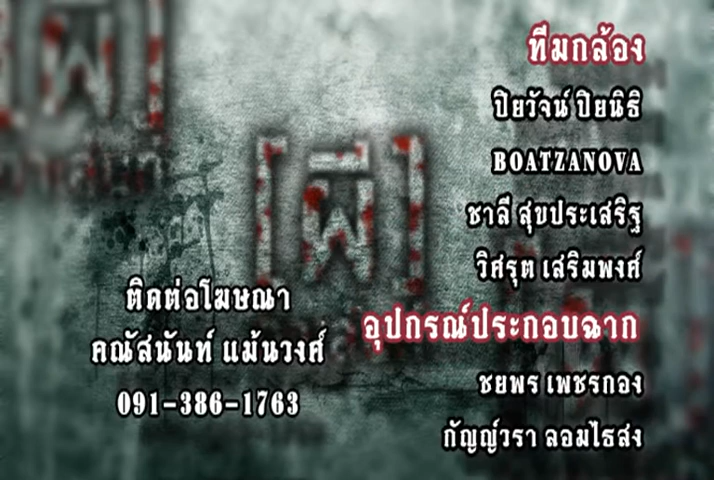 ทีมกล้อง
ปิยวัจน์ ปิยนิธิ
BOATZANOVA
ชาลี สุขประเสริฐ
วิศรุต เสริมพงศ์
อุปกรณ์ประกอบฉาก
ชยพร เพชรกอง
กัญญ์วรา ลอมไธสง
ติดต่อโฆษณา
คณัสนันท์ แม้นวงศ์
091-386-1763
[ผี]